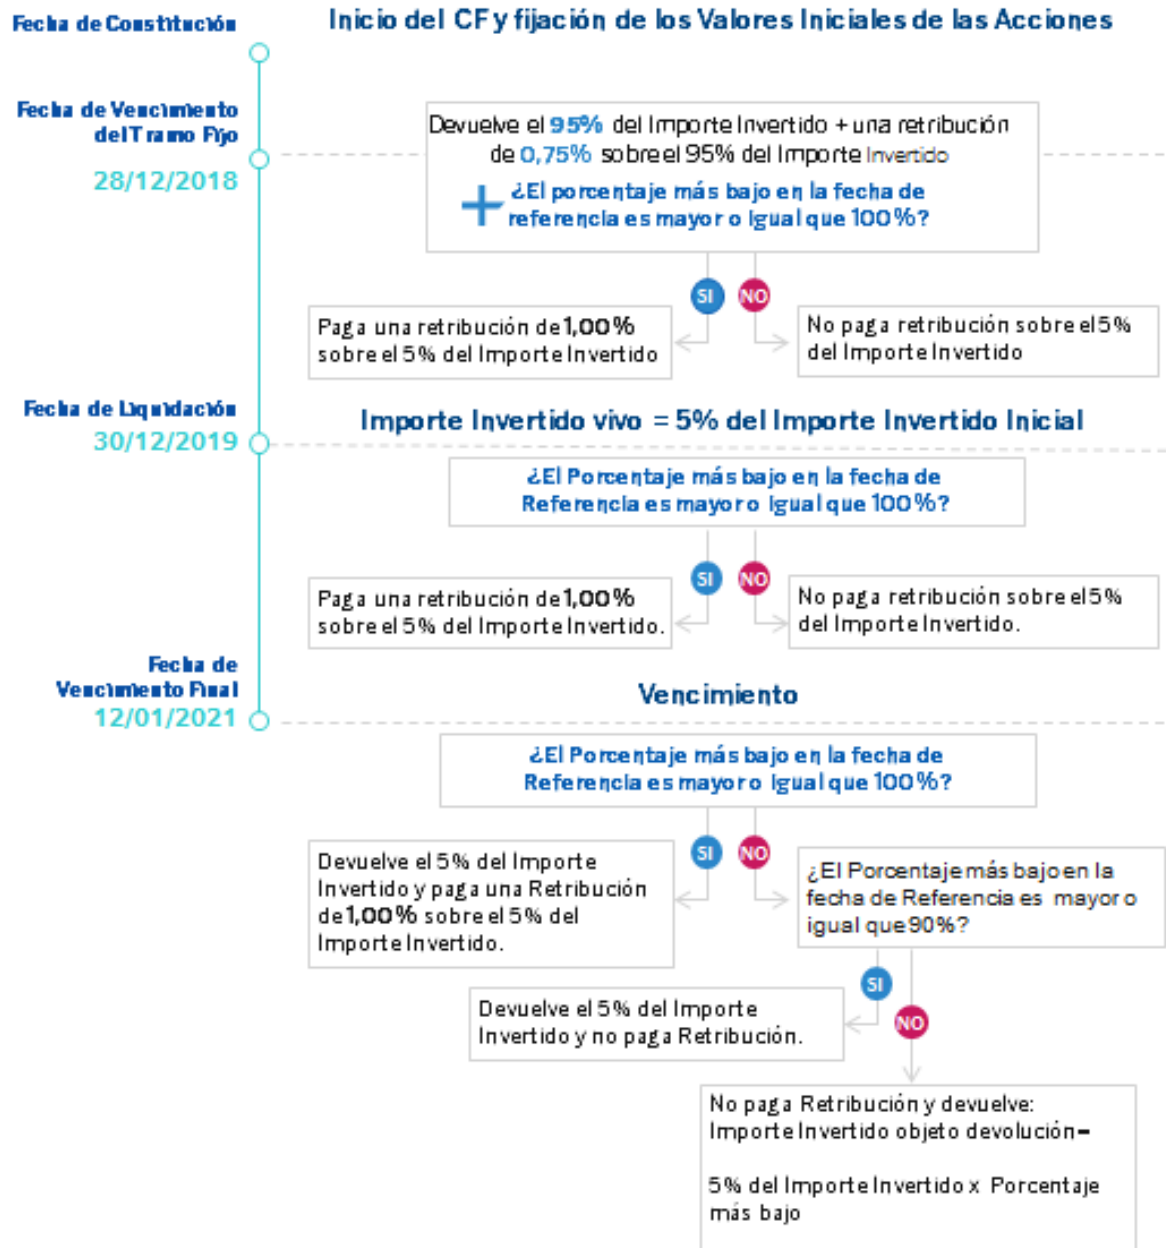 Fecha de Constitución
Inicio del CF y fijación de los Valores Iniciales de las Acciones
Fecha de Vencimiento
del Tramo Fijo
28/12/2018
Devuelve el 95% del Importe Invertido + una retribución
de 0,75% sobre el 95% del Importe Invertido
+ ¿El porcentaje más bajo en la fecha de
referencia es mayor o Igual que 100%?
SI
NO
Paga una retribución de 1,00%
sobre el 5% del Importe Invertido
No paga retribución sobre el 5%
del Importe Invertido
Fecha de Liquidación
30/12/2019
Importe Invertido vivo = 5% del Importe Invertido Inicial
¿El Porcentaje más bajo en la fecha de
Referencia es mayor o Igual que 100%?
SI
NO
Paga una retribución de 1,00%
sobre el 5% del Importe Invertido.
No paga retribución sobre el 5%
del Importe Invertido.
Fecha de
Vencimiento Final
12/01/2021
Vencimiento
¿El Porcentaje más bajo en la fecha de
Referencia es mayor o Igual que 100%?
SI
NO
Devuelve el 5% del Importe
Invertido y paga una Retribución
de 1,00% sobre el 5% del
Importe Invertido.
¿El Porcentaje más bajo en la
fecha de Referencia es mayor o
igual que 90%?
SI
NO
Devuelve el 5% del Importe
Invertido y no paga Retribución.
No paga Retribución y devuelve:
Importe Invertido objeto devolución=
5% del Importe Invertido x Porcentaje
más bajo